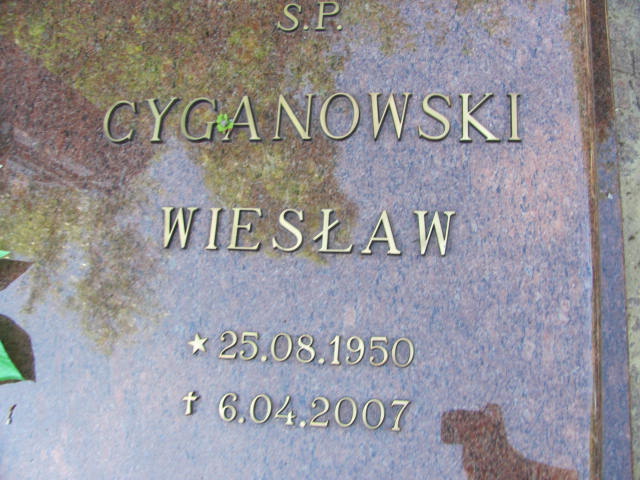 S.P.
CYGANOWSKI
WIESŁAW
★ 25.08.1950
✝ 6.04.2007